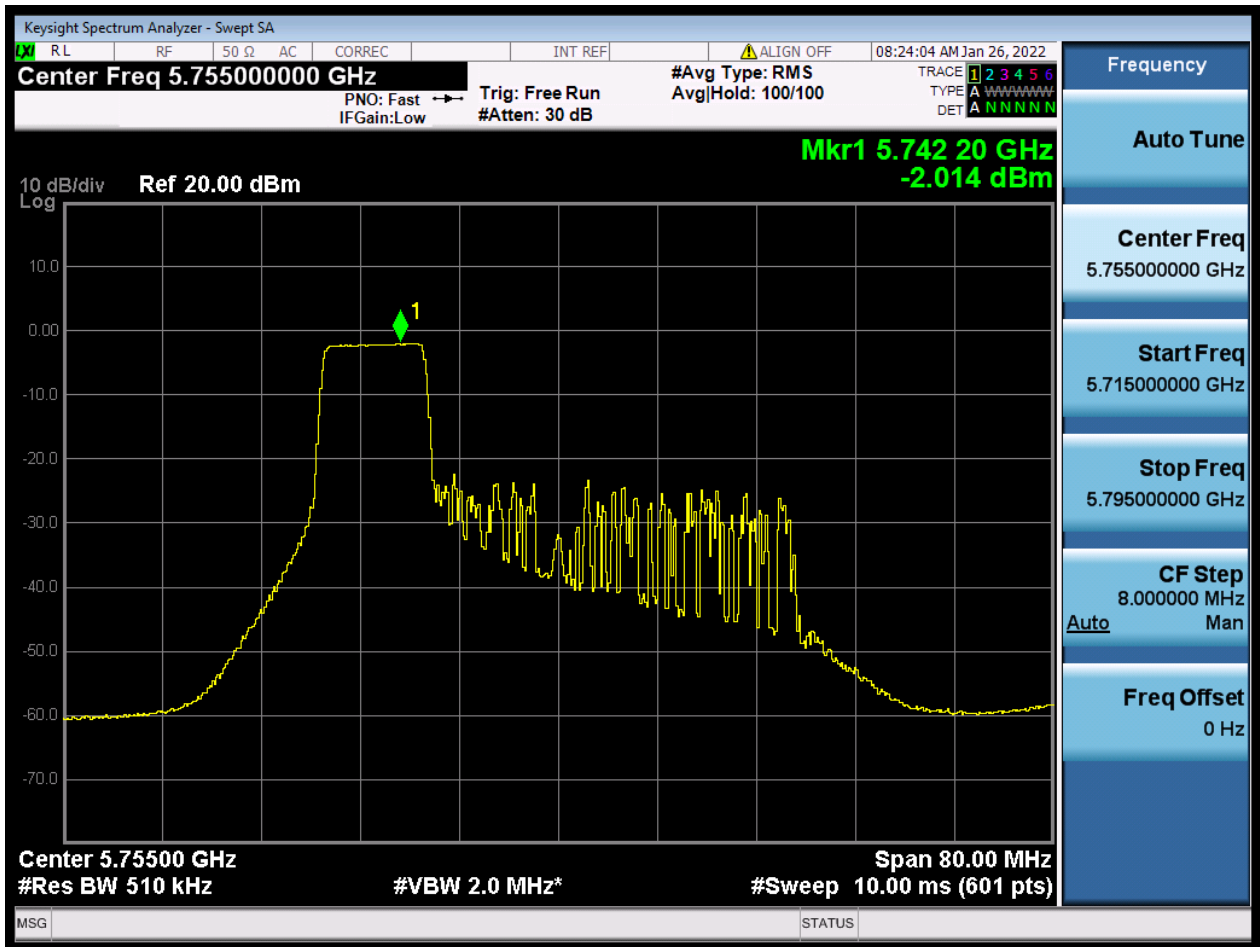 Keysight Spectrum Analyzer - Swept SA
LXI RL RF 50 Ω AC CORREC INT REF ALIGN OFF 08:24:04 AM Jan 26, 2022
Center Freq 5.755000000 GHz
PNO: Fast
IFGain:Low
Trig: Free Run
#Atten: 30 dB
#Avg Type: RMS
Avg|Hold: 100/100
TRACE 1 2 3 4 5 6
TYPE A WWWWW
DET A N N N N N
Mkr1 5.742 20 GHz
-2.014 dBm
10 dB/div Ref 20.00 dBm
Log
1
10.0
0.00
-10.0
-20.0
-30.0
-40.0
-50.0
-60.0
-70.0
Center 5.75500 GHz Span 80.00 MHz
#Res BW 510 kHz #VBW 2.0 MHz* #Sweep 10.00 ms (601 pts)
MSG STATUS
Frequency
Auto Tune
Center Freq
5.755000000 GHz
Start Freq
5.715000000 GHz
Stop Freq
5.795000000 GHz
CF Step
8.000000 MHz
Auto Man
Freq Offset
0 Hz